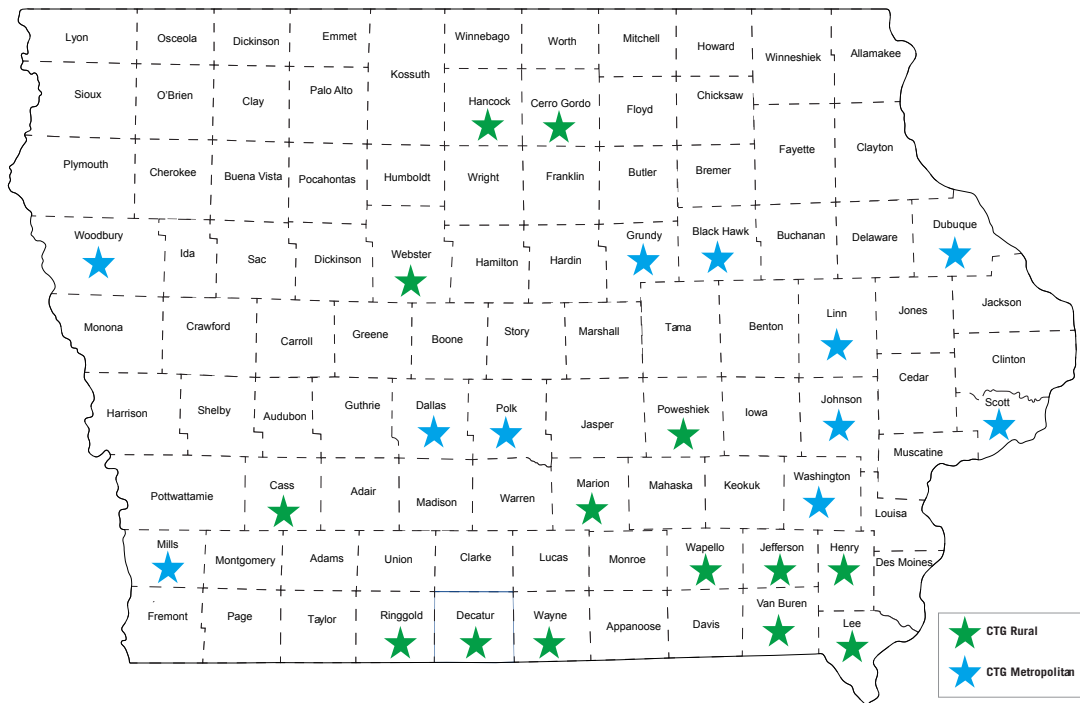 Lyon
Osceola
Dickinson
Emmet
Winnebago
Worth
Mitchell
Howard
Winneshiek
Allamakee
Kossuth
Sioux
O'Brien
Clay
Palo Alto
Hancock
Cerro Gordo
Floyd
Chicksaw
Fayette
Clayton
Plymouth
Cherokee
Buena Vista
Pocahontas
Humboldt
Wright
Franklin
Butler
Bremer
Woodbury
Ida
Sac
Dickinson
Webster
Hamilton
Hardin
Grundy
Black Hawk
Buchanan
Delaware
Dubuque
Monona
Crawford
Carroll
Greene
Boone
Story
Marshall
Tama
Benton
Linn
Jones
Jackson
Clinton
Cedar
Harrison
Shelby
Audubon
Guthrie
Dallas
Polk
Jasper
Poweshiek
Iowa
Johnson
Scott
Muscatine
Pottwattamie
Cass
Adair
Madison
Warren
Marion
Mahaska
Keokuk
Washington
Louisa
Mills
Montgomery
Adams
Union
Clarke
Lucas
Monroe
Wapello
Jefferson
Henry
Des Moines
Fremont
Page
Taylor
Ringgold
Decatur
Wayne
Appanoose
Davis
Van Buren
Lee
CTG Rural
CTG Metropolitan